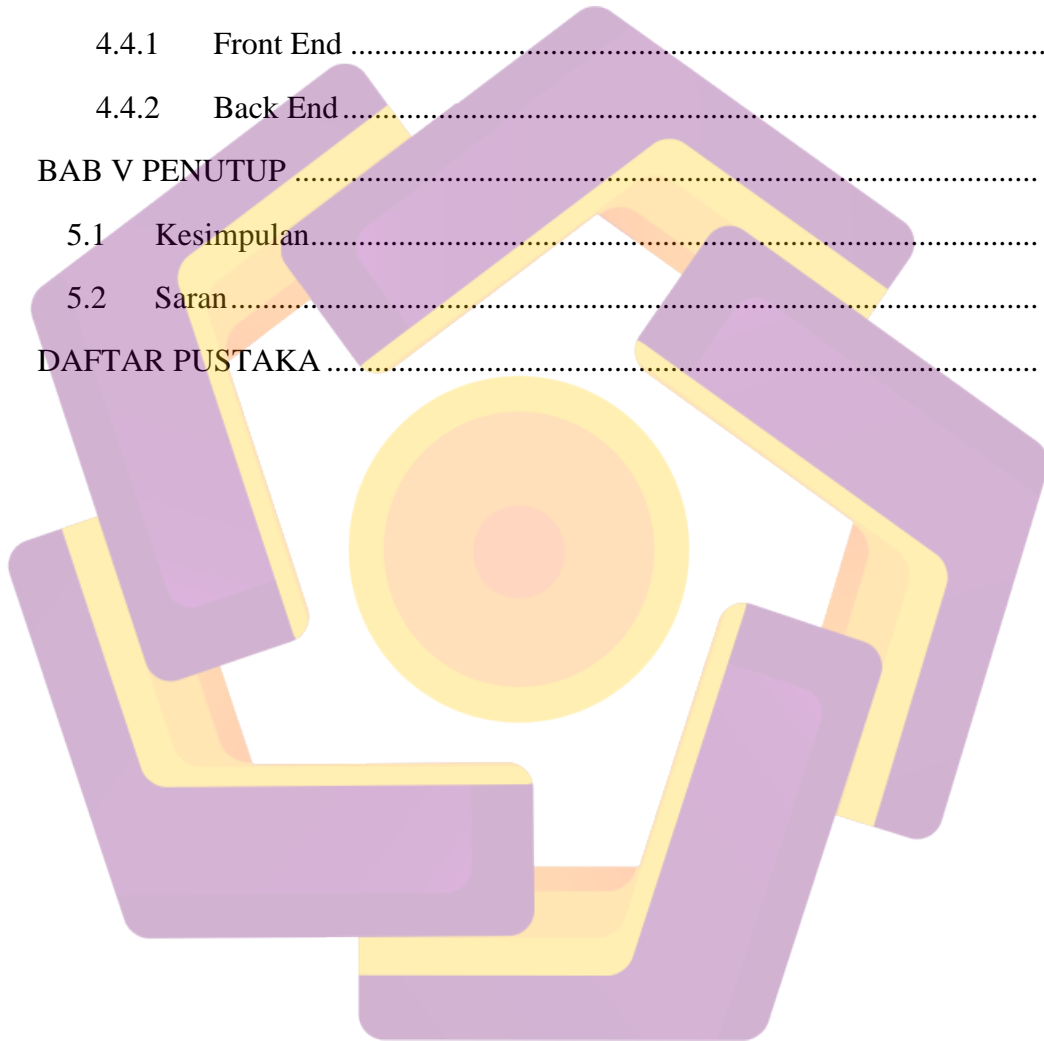 4.4.1 Front End ....................................................................................................
4.4.2 Back End ....................................................................................................
BAB V PENUTUP ....................................................................................................
5.1 Kesimpulan....................................................................................................
5.2 Saran....................................................................................................
DAFTAR PUSTAKA ....................................................................................................